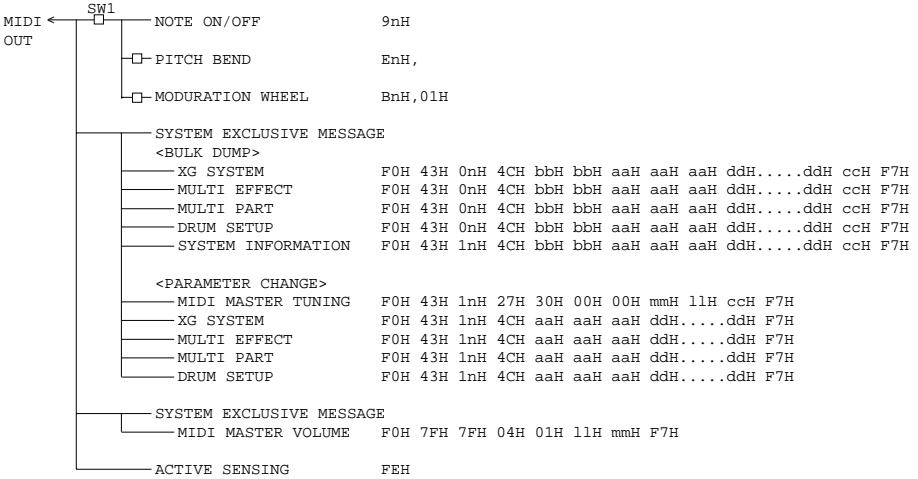 SW1
MIDI NOTE ON/OFF 9nH
OUT
PITCH BEND EnH,
MODURATION WHEEL BnH,01H
SYSTEM EXCLUSIVE MESSAGE
<BULK DUMP>
XG SYSTEM F0H 43H 0nH 4CH bbH bbH aaH aaH aaH ddH.....ddH ccH F7H
MULTI EFFECT F0H 43H 0nH 4CH bbH bbH aaH aaH aaH ddH.....ddH ccH F7H
MULTI PART F0H 43H 0nH 4CH bbH bbH aaH aaH aaH ddH.....ddH ccH F7H
DRUM SETUP F0H 43H 0nH 4CH bbH bbH aaH aaH aaH ddH.....ddH ccH F7H
SYSTEM INFORMATION F0H 43H 1nH 4CH bbH bbH aaH aaH aaH ddH.....ddH ccH F7H
<PARAMETER CHANGE>
MIDI MASTER TUNING F0H 43H 1nH 27H 30H 00H 00H mmH llH ccH F7H
XG SYSTEM F0H 43H 1nH 4CH aaH aaH aaH ddH.....ddH F7H
MULTI EFFECT F0H 43H 1nH 4CH aaH aaH aaH ddH.....ddH F7H
MULTI PART F0H 43H 1nH 4CH aaH aaH aaH ddH.....ddH F7H
DRUM SETUP F0H 43H 1nH 4CH aaH aaH aaH ddH.....ddH F7H
SYSTEM EXCLUSIVE MESSAGE
MIDI MASTER VOLUME F0H 7FH 7FH 04H 01H llH mmH F7H
ACTIVE SENSING FEH